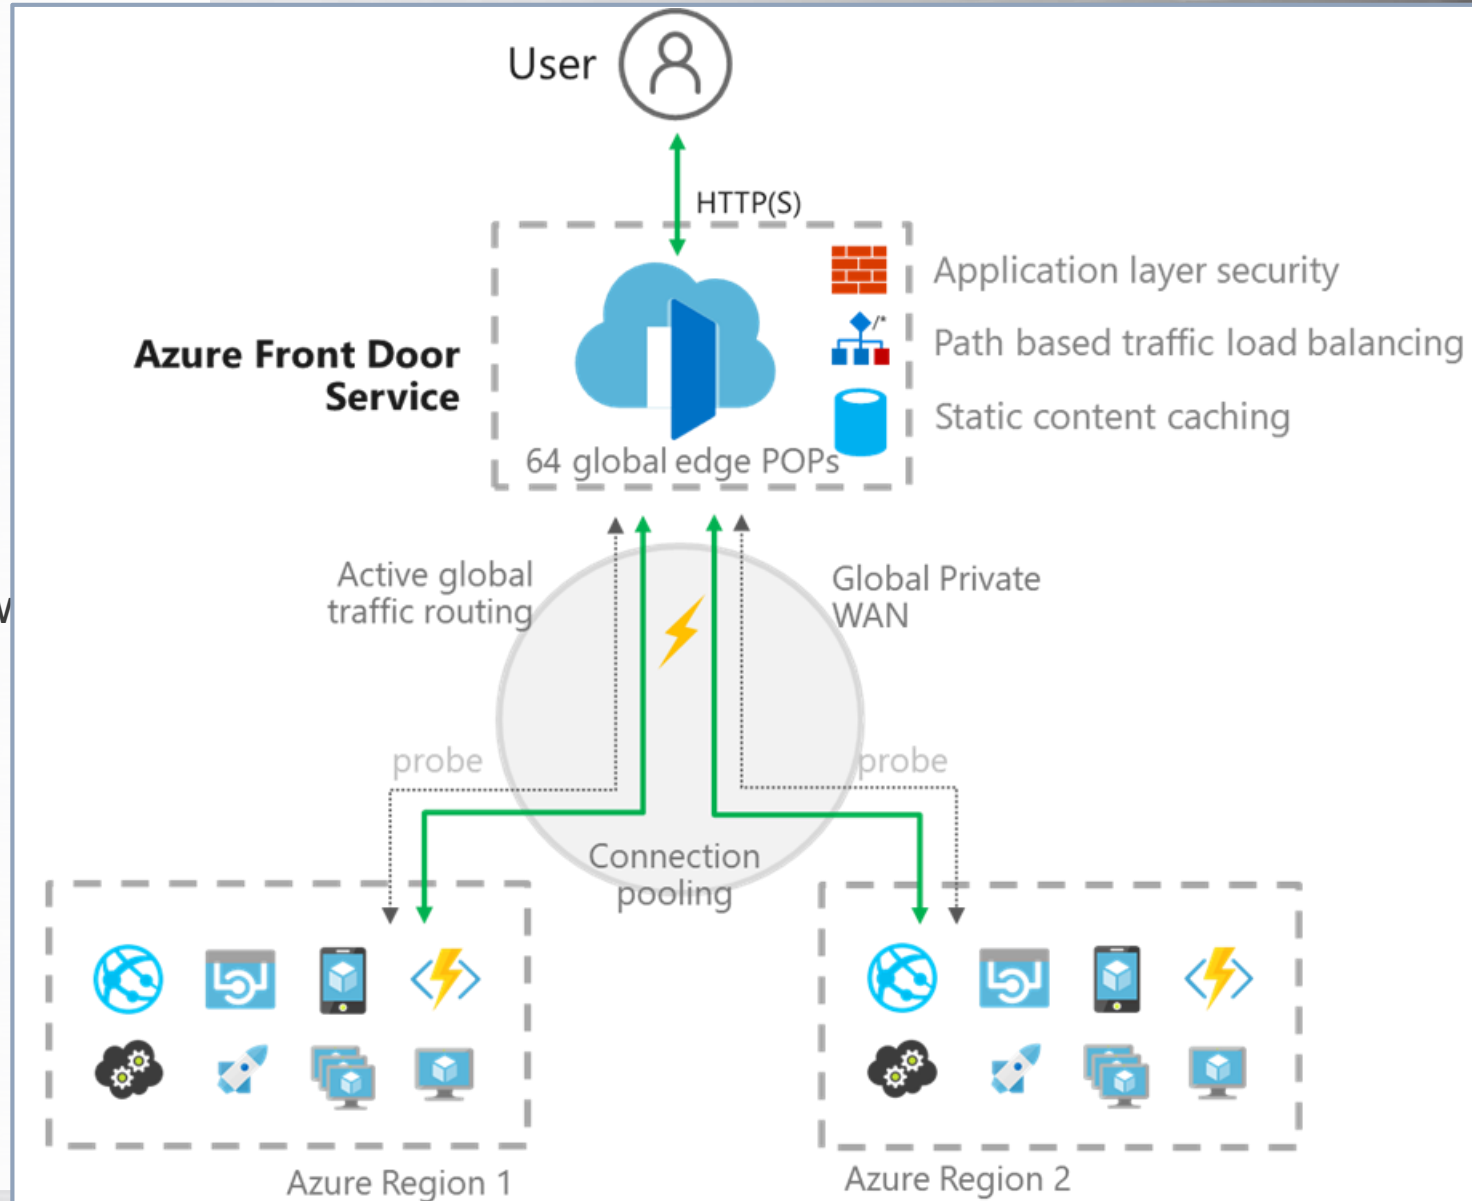 User
HTTP(S)
Azure Front Door
Service
/*
Application layer security
Path based traffic load balancing
Static content caching
64 global edge POPs
Active global
traffic routing
Global Private
WAN
probe
probe
Connection
pooling
Azure Region 1
Azure Region 2